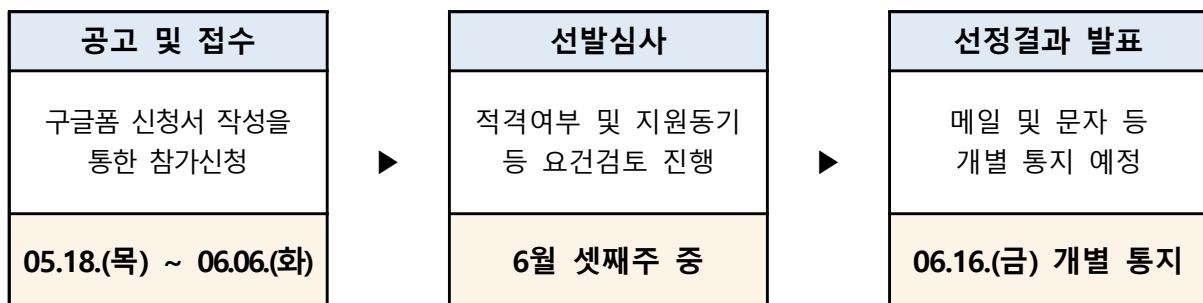 공고 및 접수
구글폼 신청서 작성을
통한 참가신청
05.18.(목) ~ 06.06.(화)
▶
선발심사
적격여부 및 지원동기
등 요건검토 진행
6월 셋째주 중
▶
선정결과 발표
메일 및 문자 등
개별 통지 예정
06.16.(금) 개별 통지